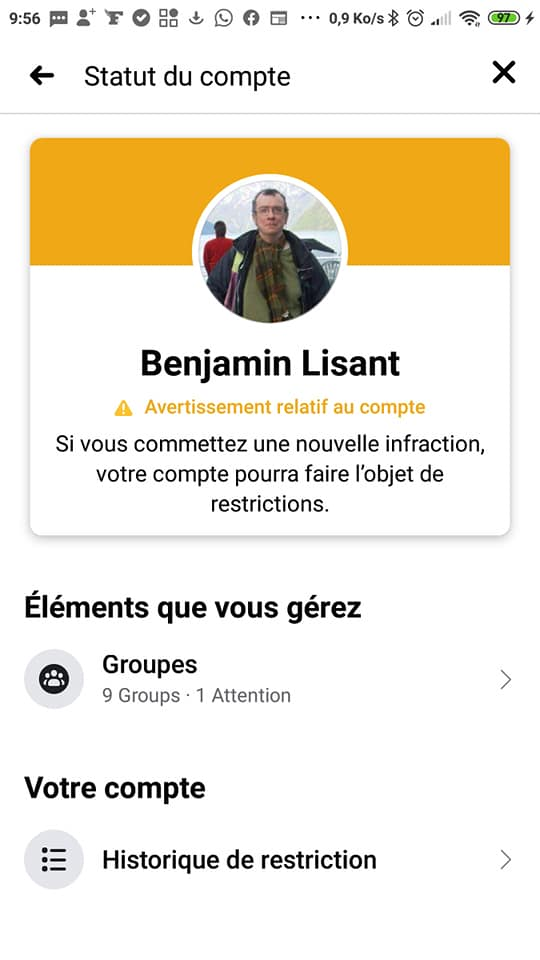 9:56 ··· 0,9 Ko/s 97
Statut du compte
Benjamin Lisant
Avertissement relatif au compte
Si vous commettez une nouvelle infraction,
votre compte pourra faire l’objet de
restrictions.
Éléments que vous gérez
Groupes
9 Groups · 1 Attention
Votre compte
Historique de restriction